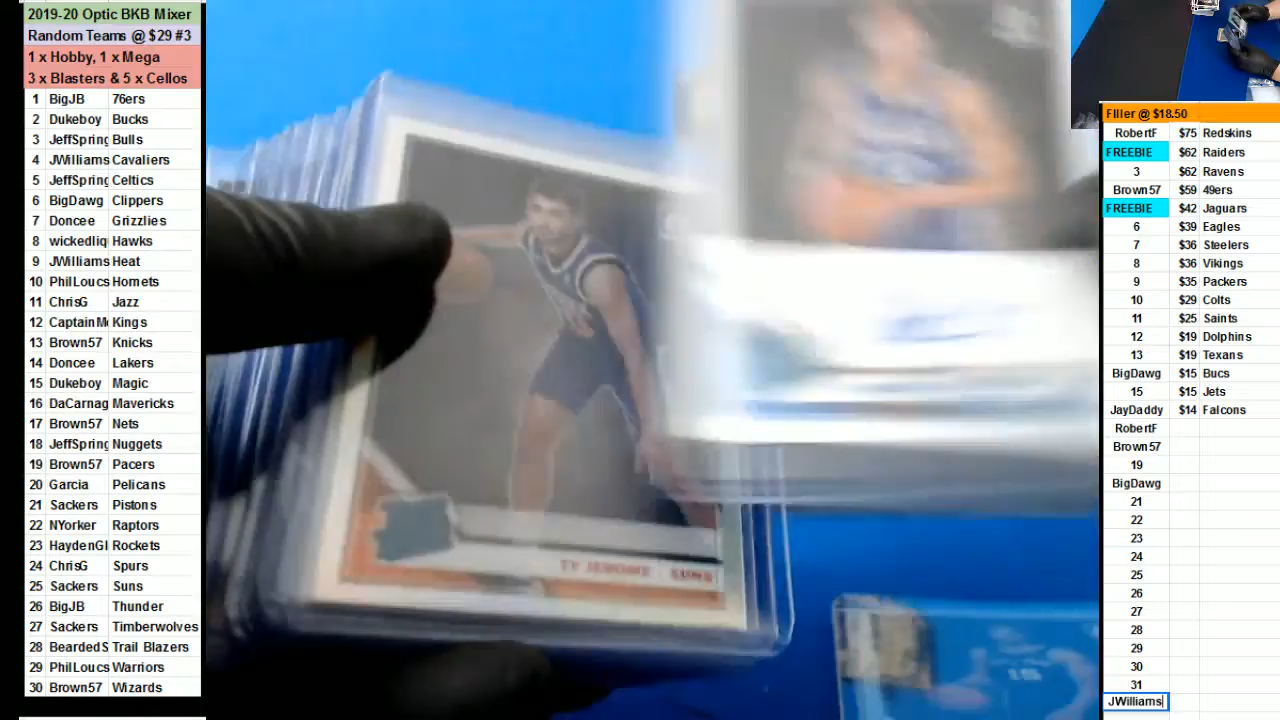 2019-20 Optic BKB Mixer
Random Teams @ $29 #3
1 x Hobby, 1 x Mega
3 x Blasters & 5 x Cellos
1 BigJB 76ers
2 Dukeboy Bucks
3 JeffSpring Bulls
4 JWilliams Cavaliers
5 JeffSpring Celtics
6 BigDawg Clippers
7 Doncee Grizzlies
8 wickedliq Hawks
9 JWilliams Heat
10 PhilLoucs Hornets
11 ChrisG Jazz
12 CaptainMo Kings
13 Brown57 Knicks
14 Doncee Lakers
15 Dukeboy Magic
16 DaCarnag Mavericks
17 Brown57 Nets
18 JeffSpring Nuggets
19 Brown57 Pacers
20 Garcia Pelicans
21 Sackers Pistons
22 NYorker Raptors
23 HaydenGl Rockets
24 ChrisG Spurs
25 Sackers Suns
26 BigJB Thunder
27 Sackers Timberwolves
28 BeardedS Trail Blazers
29 PhilLoucs Warriors
30 Brown57 Wizards
TY JEROME SUNS
FIller @ $18.50
RobertF $75 Redskins
FREEBIE $62 Raiders
3 $62 Ravens
Brown57 $59 49ers
FREEBIE $42 Jaguars
6 $39 Eagles
7 $36 Steelers
8 $36 Vikings
9 $35 Packers
10 $29 Colts
11 $25 Saints
12 $19 Dolphins
13 $19 Texans
BigDawg $15 Bucs
15 $15 Jets
JayDaddy $14 Falcons
RobertF
Brown57
19
BigDawg
21
22
23
24
25
26
27
28
29
30
31
JWilliams